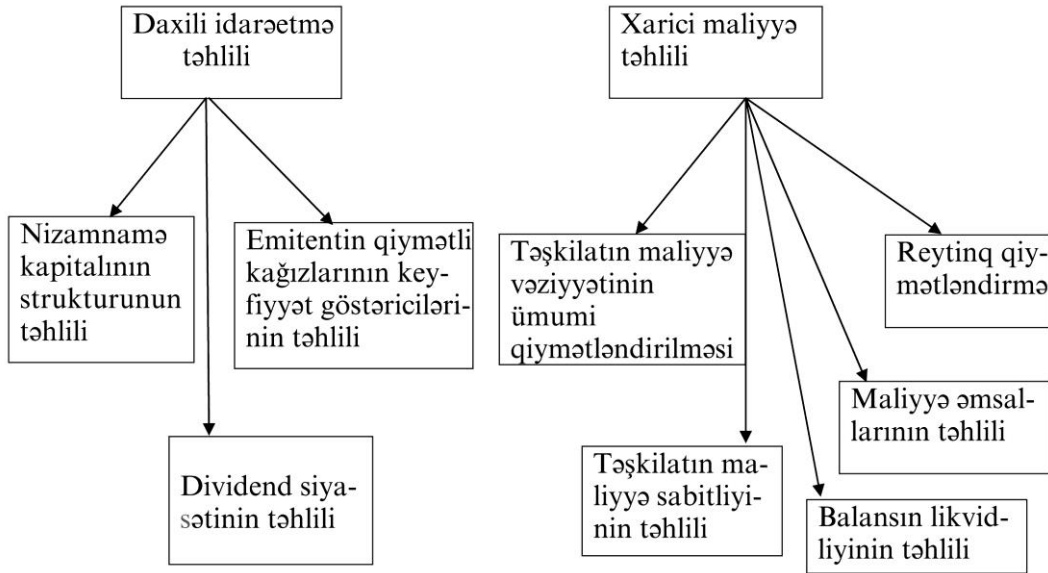 Daxili idarəetmə
təhlili
Xarici maliyyə
təhlili
Nizamnamə
kapitalının
strukturunun
təhlili
Emitentin qiymətli
kağızlarının key-
fiyyət göstəriciləri-
nin təhlili
Təşkilatın maliyyə
vəziyyətinin
ümumi
qiymətləndirilməsi
Reytinq qiy-
mətləndirmə
Maliyyə əmsal-
larının təhlili
Dividend siya-
sətinin təhlili
Təşkilatın ma-
liyyə sabitliyi-
nin təhlili
Balansın likvid-
liyinin təhlili